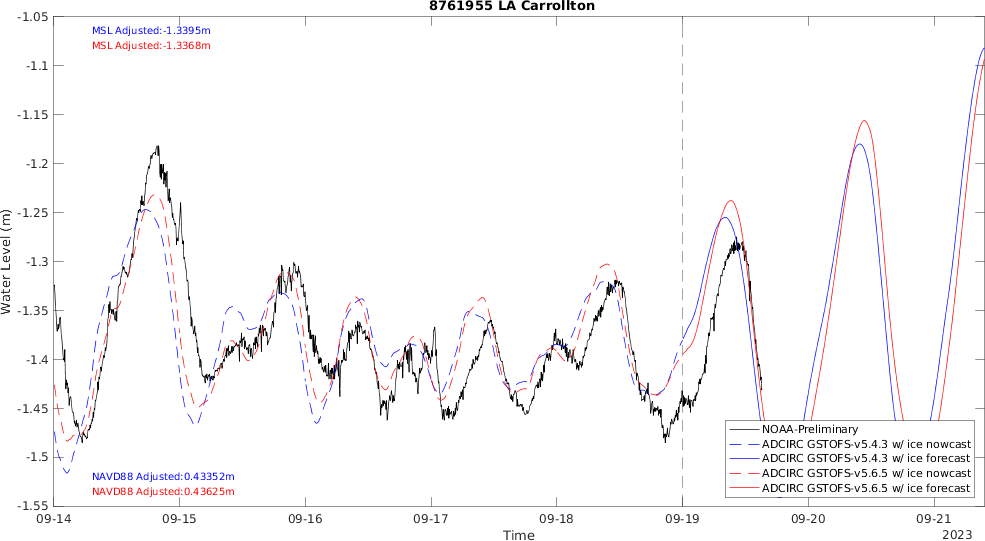 8761955 LA Carrollton
MSL Adjusted:-1.3395m
MSL Adjusted:-1.3368m
-1.05
-1.1
-1.15
-1.2
-1.25
-1.3
-1.35
-1.4
-1.45
-1.5
-1.55
Water Level (m)
NAVD88 Adjusted:0.43352m
NAVD88 Adjusted:0.43625m
NOAA-Preliminary
ADCIRC GSTOFS-v5.4.3 w/ ice nowcast
ADCIRC GSTOFS-v5.4.3 w/ ice forecast
ADCIRC GSTOFS-v5.6.5 w/ ice nowcast
ADCIRC GSTOFS-v5.6.5 w/ ice forecast
09-14 09-15 09-16 09-17 09-18 09-19 09-20 09-21
Time
2023